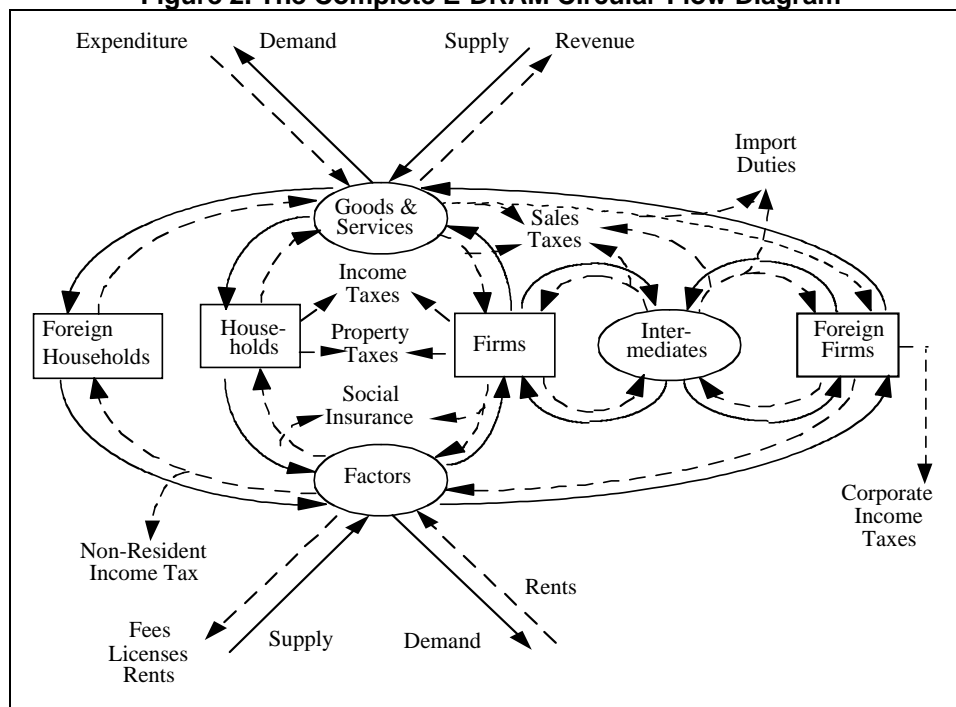 Figure 2. The Complete E-DRAM Circular-Flow Diagram
Expenditure
Demand
Supply
Revenue
Import
Duties
Goods &
Services
Sales
Taxes
Income
Taxes
Foreign
Households
House-
holds
Property
Taxes
Firms
Inter-
mediates
Foreign
Firms
Social
Insurance
Factors
Corporate
Income
Taxes
Non-Resident
Income Tax
Rents
Fees
Licenses
Rents
Supply
Demand